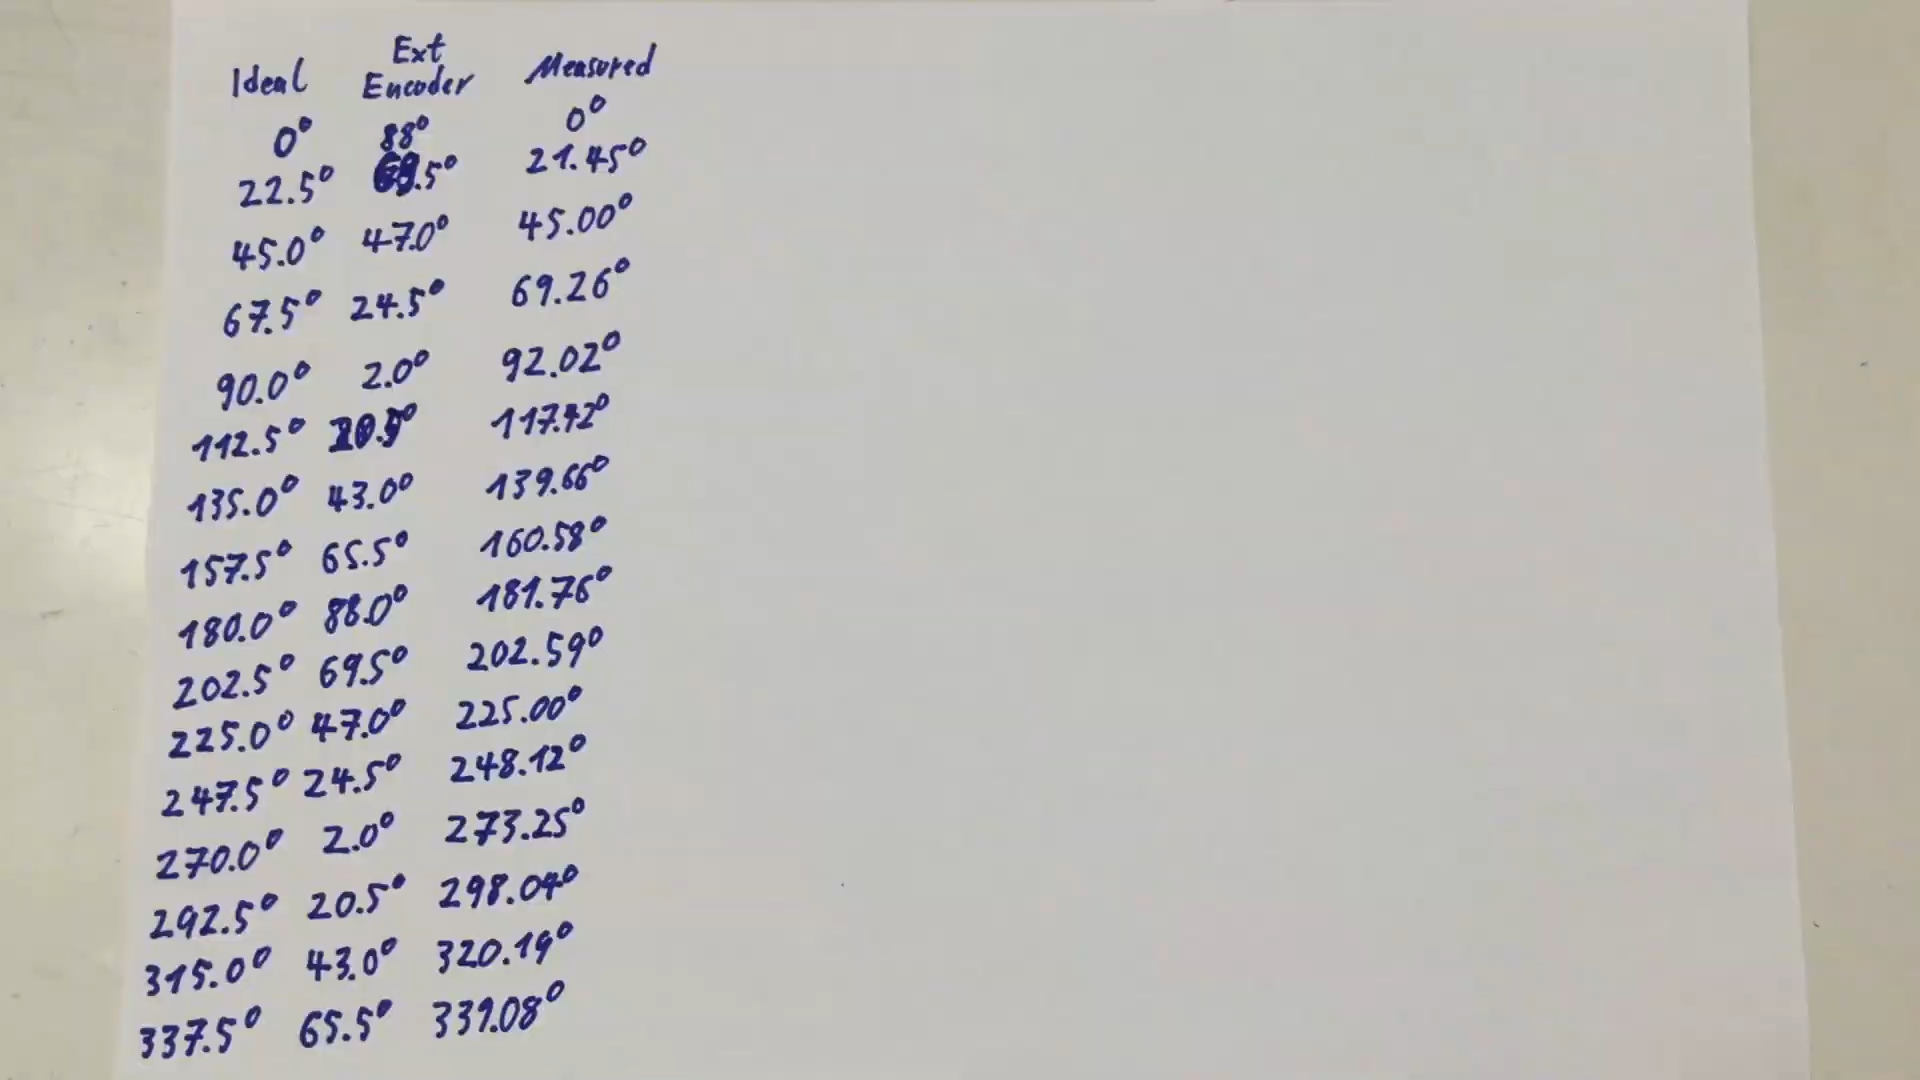 Ideal Ext Encoder Measured
0° 88° 0°
22.5° 69.5° 21.45°
45.0° 47.0° 45.00°
67.5° 24.5° 69.26°
90.0° 2.0° 92.02°
112.5° 20.5° 117.42°
135.0° 43.0° 139.66°
157.5° 65.5° 160.58°
180.0° 88.0° 181.76°
202.5° 69.5° 202.59°
225.0° 47.0° 225.00°
247.5° 24.5° 248.12°
270.0° 2.0° 273.25°
292.5° 20.5° 298.04°
315.0° 43.0° 320.19°
337.5° 65.5° 339.08°